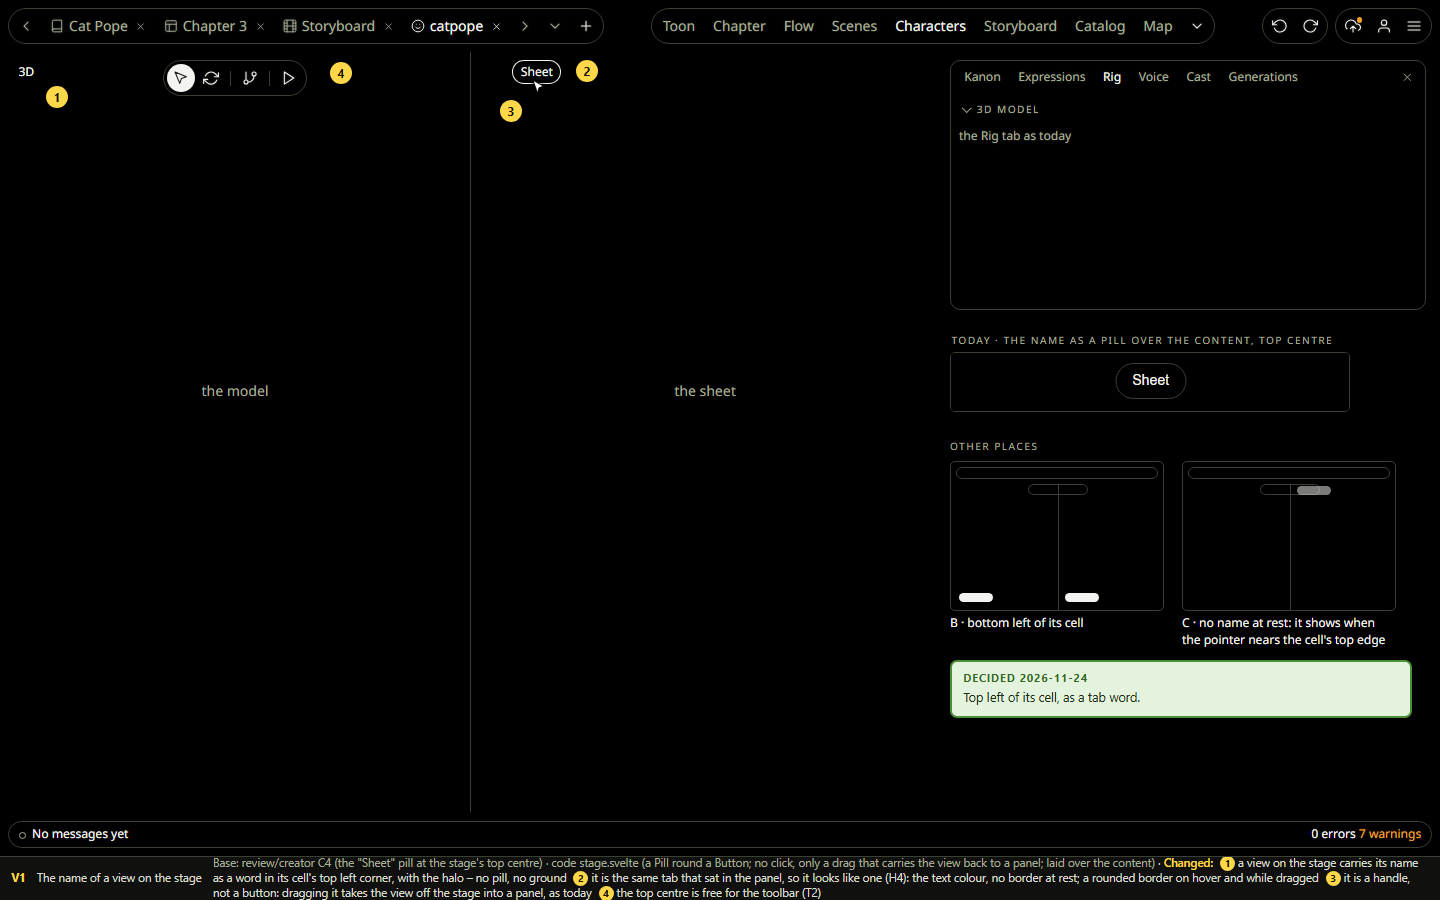 Cat Pope
Chapter 3
Storyboard
catpope
Toon Chapter Flow Scenes Characters Storyboard Catalog Map
3D
4
1
Sheet
2
3
the model
the sheet
Kanon Expressions Rig Voice Cast Generations
3D MODEL
the Rig tab as today
TODAY · THE NAME AS A PILL OVER THE CONTENT, TOP CENTRE
Sheet
OTHER PLACES
B · bottom left of its cell
C · no name at rest: it shows when
the pointer nears the cell's top edge
DECIDED 2026-11-24
Top left of its cell, as a tab word.
No messages yet
0 errors 7 warnings
V1 The name of a view on the stage
Base: review/creator C4 (the "Sheet" pill at the stage's top centre) · code stage.svelte (a Pill round a Button; no click, only a drag that carries the view back to a panel; laid over the content) · Changed: 1 a view on the stage carries its name
as a word in its cell's top left corner, with the halo – no pill, no ground 2 it is the same tab that sat in the panel, so it looks like one (H4): the text colour, no border at rest; a rounded border on hover and while dragged 3 it is a handle,
not a button: dragging it takes the view off the stage into a panel, as today 4 the top centre is free for the toolbar (T2)